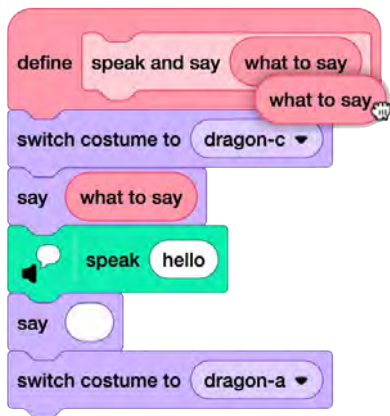 define speak and say what to say
what to say
switch costume to dragon-c
say what to say
speak hello
say
switch costume to dragon-a